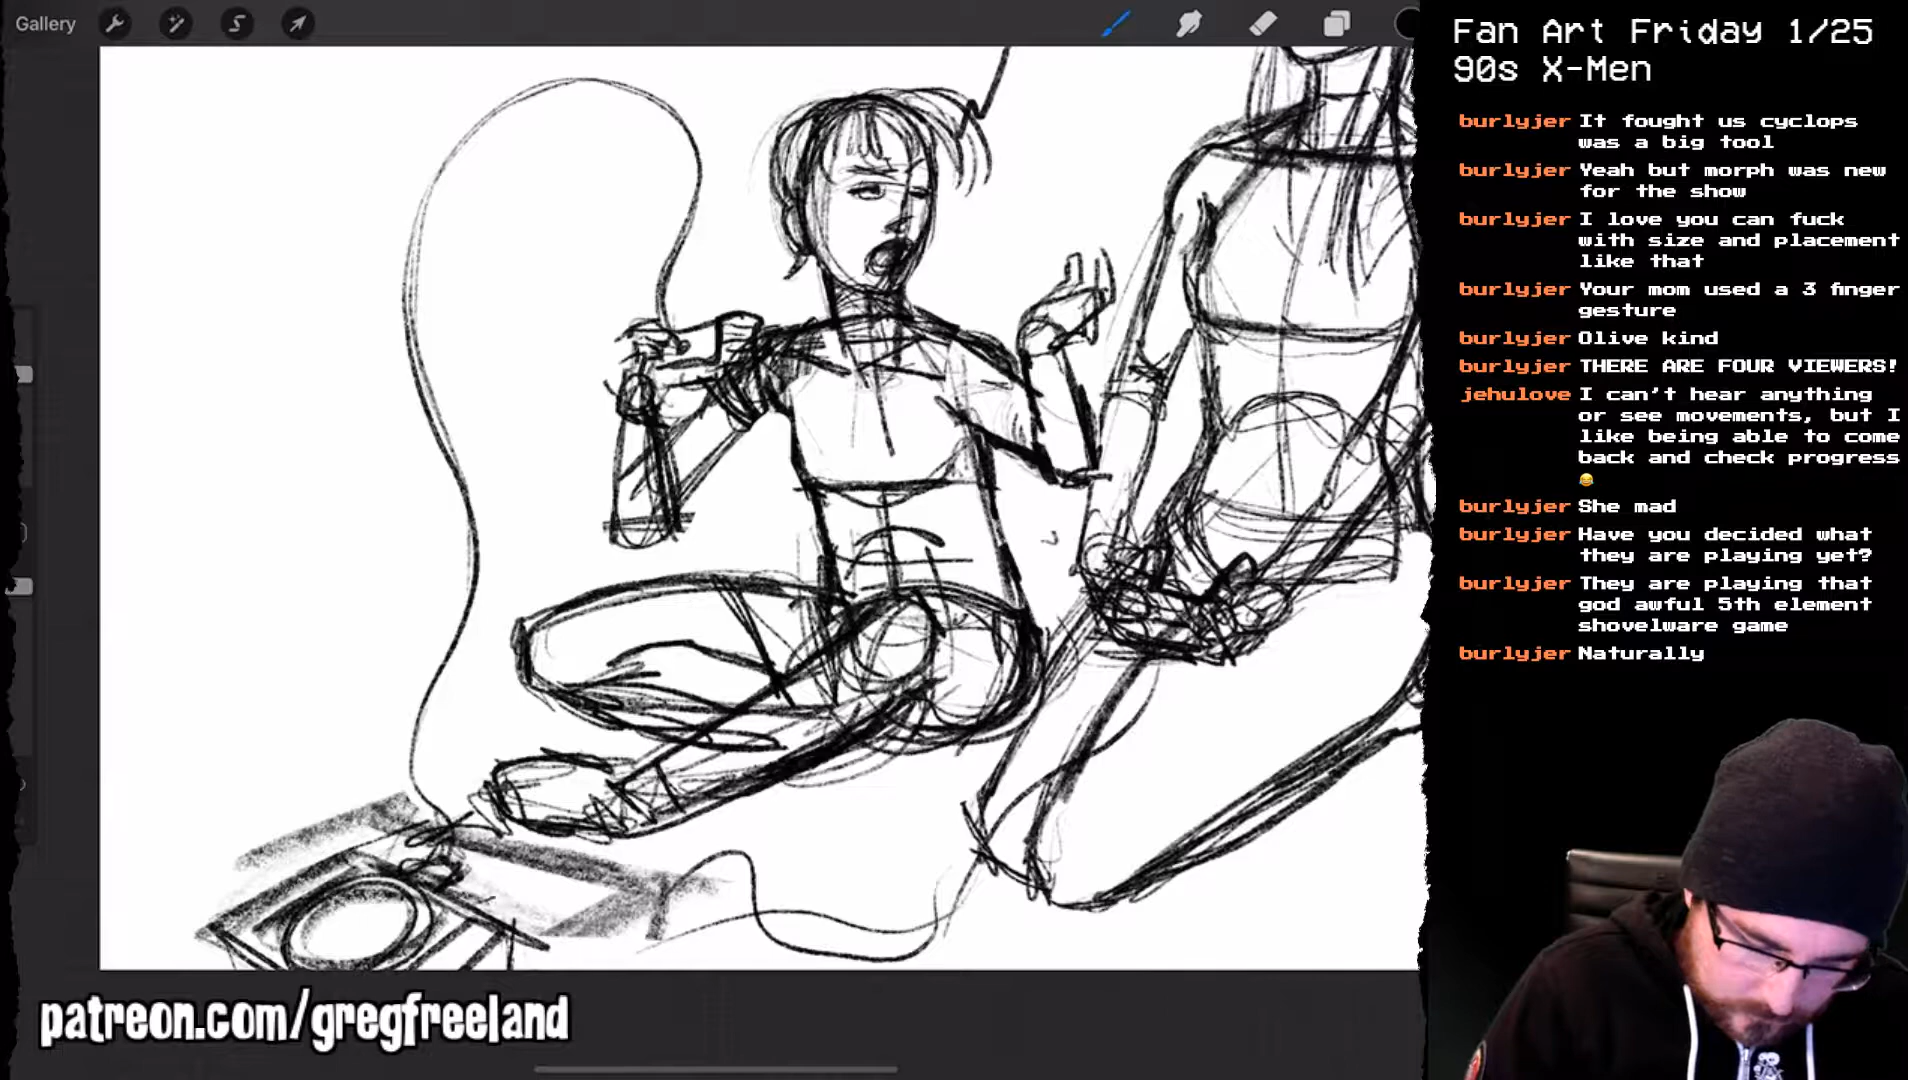 Gallery
Fan Art Friday 1/25
90s X-Men
burlyjer It fought us cyclops
was a big tool
burlyjer Yeah but morph was new
for the show
burlyjer I love you can fuck
with size and placement
like that
burlyjer Your mom used a 3 finger
gesture
burlyjer Olive kind
burlyjer THERE ARE FOUR VIEWERS!
jehulove I can't hear anything
or see movements, but I
like being able to come
back and check progress
😂
burlyjer She mad
burlyjer Have you decided what
they are playing yet?
burlyjer They are playing that
god awful 5th element
shovelware game
burlyjer Naturally
patreon.com/gregfreeland